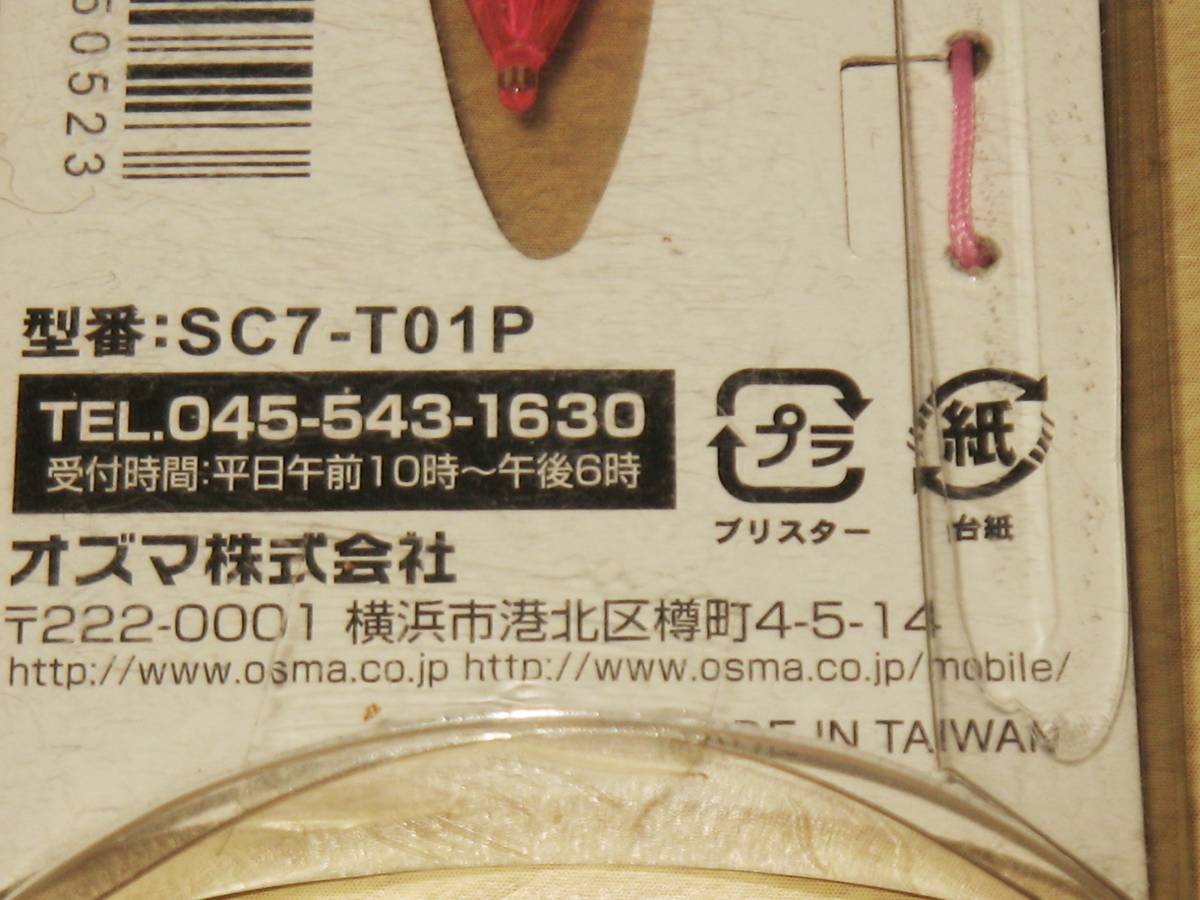 50523
型番:SC7-T01P
TEL.045-543-1630
受付時間:平日午前10時～午後6時
プラ
紙
ブリスター
台紙
オズマ株式会社
〒222-0001 横浜市港北区樽町4-5-14
http://www.osma.co.jp http://www.osma.co.jp/mobile/
MADE IN TAIWAN